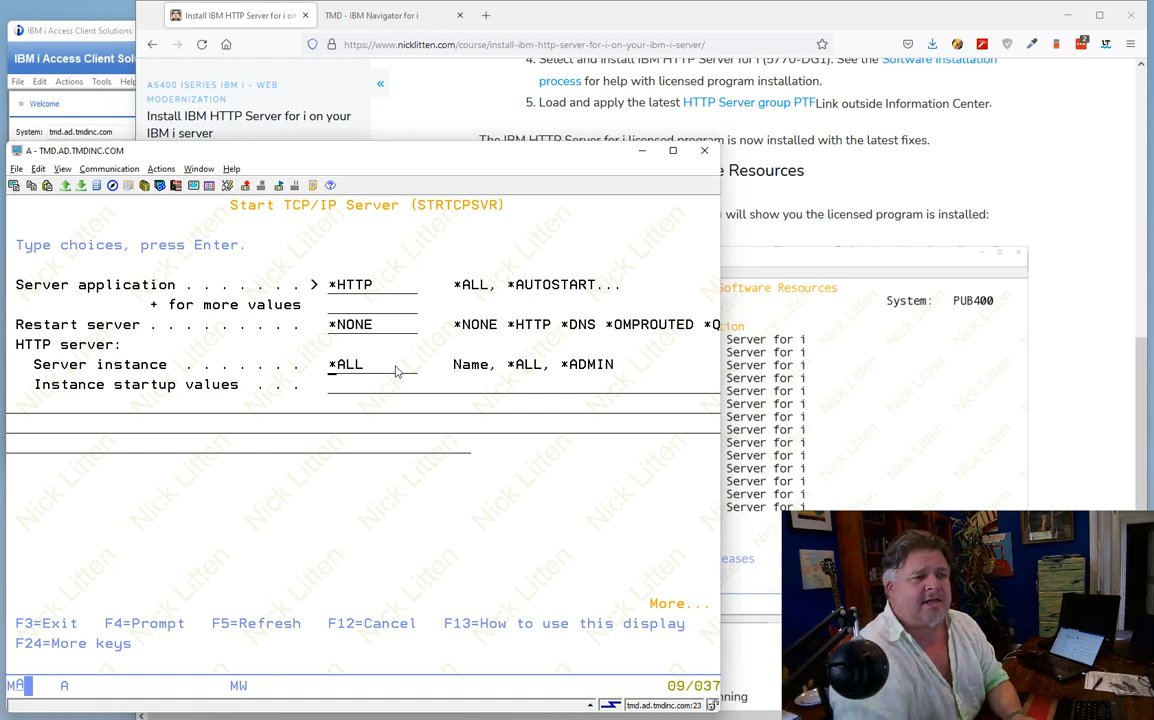 Install IBM HTTP Server for i on
TMD - IBM Navigator for i
https://www.nicklitten.com/course/install-ibm-http-server-for-i-on-your-ibm-i-server/
IBM i Access Client Solutions
IBM i Access Client Solu
File Edit Actions Tools Help
Welcome
System: tmd.ad.tmdinc.com
AS400 ISERIES IBM I - WEB
MODERNIZATION
Install IBM HTTP Server for i on your
IBM i server
4. Select and install IBM HTTP Server for i (5770-DG1). See the Software Installation
process for help with licensed program installation.
5. Load and apply the latest HTTP Server group PTFLink outside Information Center.
The IBM HTTP Server for i licensed program is now installed with the latest fixes.
e Resources
will show you the licensed program is installed:
Software Resources
System: PUB400
tion
Server for i
Server for i
Server for i
Server for i
Server for i
Server for i
Server for i
Server for i
Server for i
Server for i
Server for i
Server for i
Server for i
Server for i
eases
ning
A - TMD.AD.TMDINC.COM
File Edit View Communication Actions Window Help
Start TCP/IP Server (STRTCPSVR)
Type choices, press Enter.
Server application . . . . . . . > *HTTP *ALL, *AUTOSTART...
+ for more values
Restart server . . . . . . . . . *NONE *NONE *HTTP *DNS *OMPROUTED *Q
HTTP server:
Server instance . . . . . . . *ALL Name, *ALL, *ADMIN
Instance startup values . . .
More...
F3=Exit F4=Prompt F5=Refresh F12=Cancel F13=How to use this display
F24=More keys
MA A MW 09/037
tmd.ad.tmdinc.com:23
Nick Litten